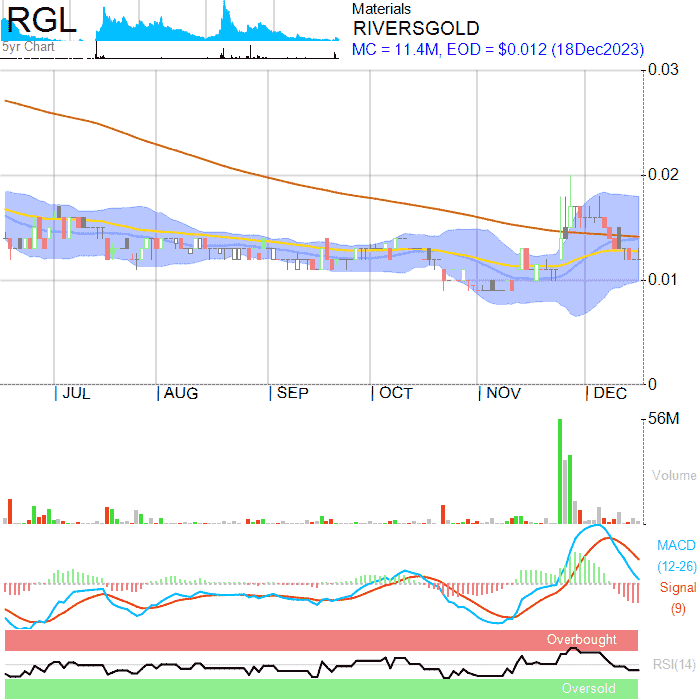 RGL
5yr Chart
Materials
RIVERSGOLD
MC = 11.4M, EOD = $0.012 (18Dec2023)
0.03
0.02
0.01
0
JUL AUG SEP OCT NOV DEC
56M
Volume
MACD
(12-26)
Signal
(9)
Overbought
RSI(14)
Oversold